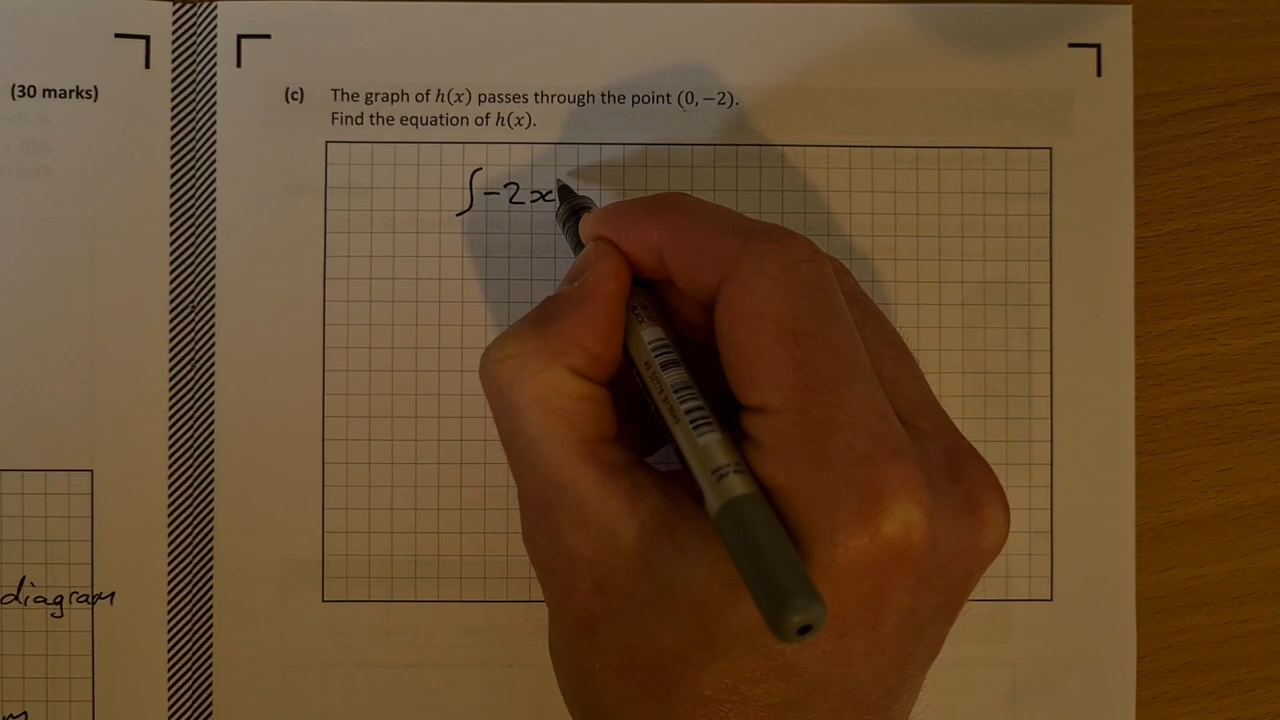 (30 marks)
(c) The graph of h(x) passes through the point (0, −2).
Find the equation of h(x).
∫-2x
diagram